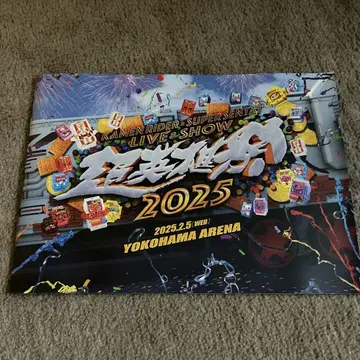 KAMEN RIDER × SUPER SENTAI
LIVE & SHOW
超英雄祭
2025
2025.2.5 [WED]
YOKOHAMA ARENA